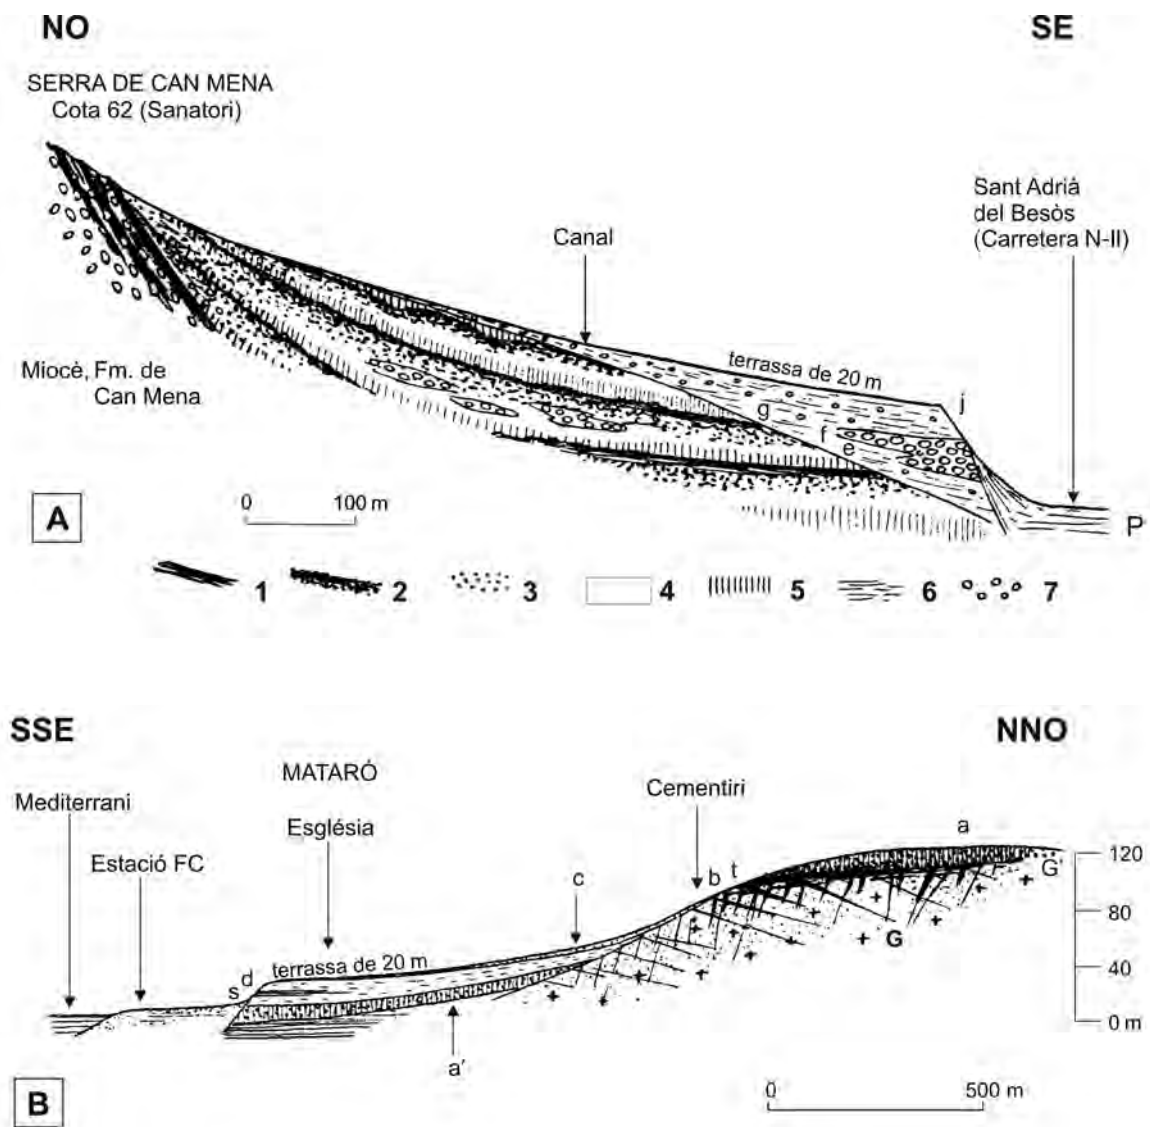 NO
SE
SERRA DE CAN MENA
Cota 62 (Sanatori)
Sant Adrià
del Besòs
(Carretera N-II)
Canal
terrassa de 20 m
Miocè, Fm. de
Can Mena
g
j
f
e
P
A
0 100 m
1 2 3 4 5 6 7
SSE
NNO
MATARÓ
Mediterrani
Església
Cementiri
Estació FC
a
c
b t
120
G
80
G
d terrassa de 20 m
s
40
0 m
a'
B
0 500 m